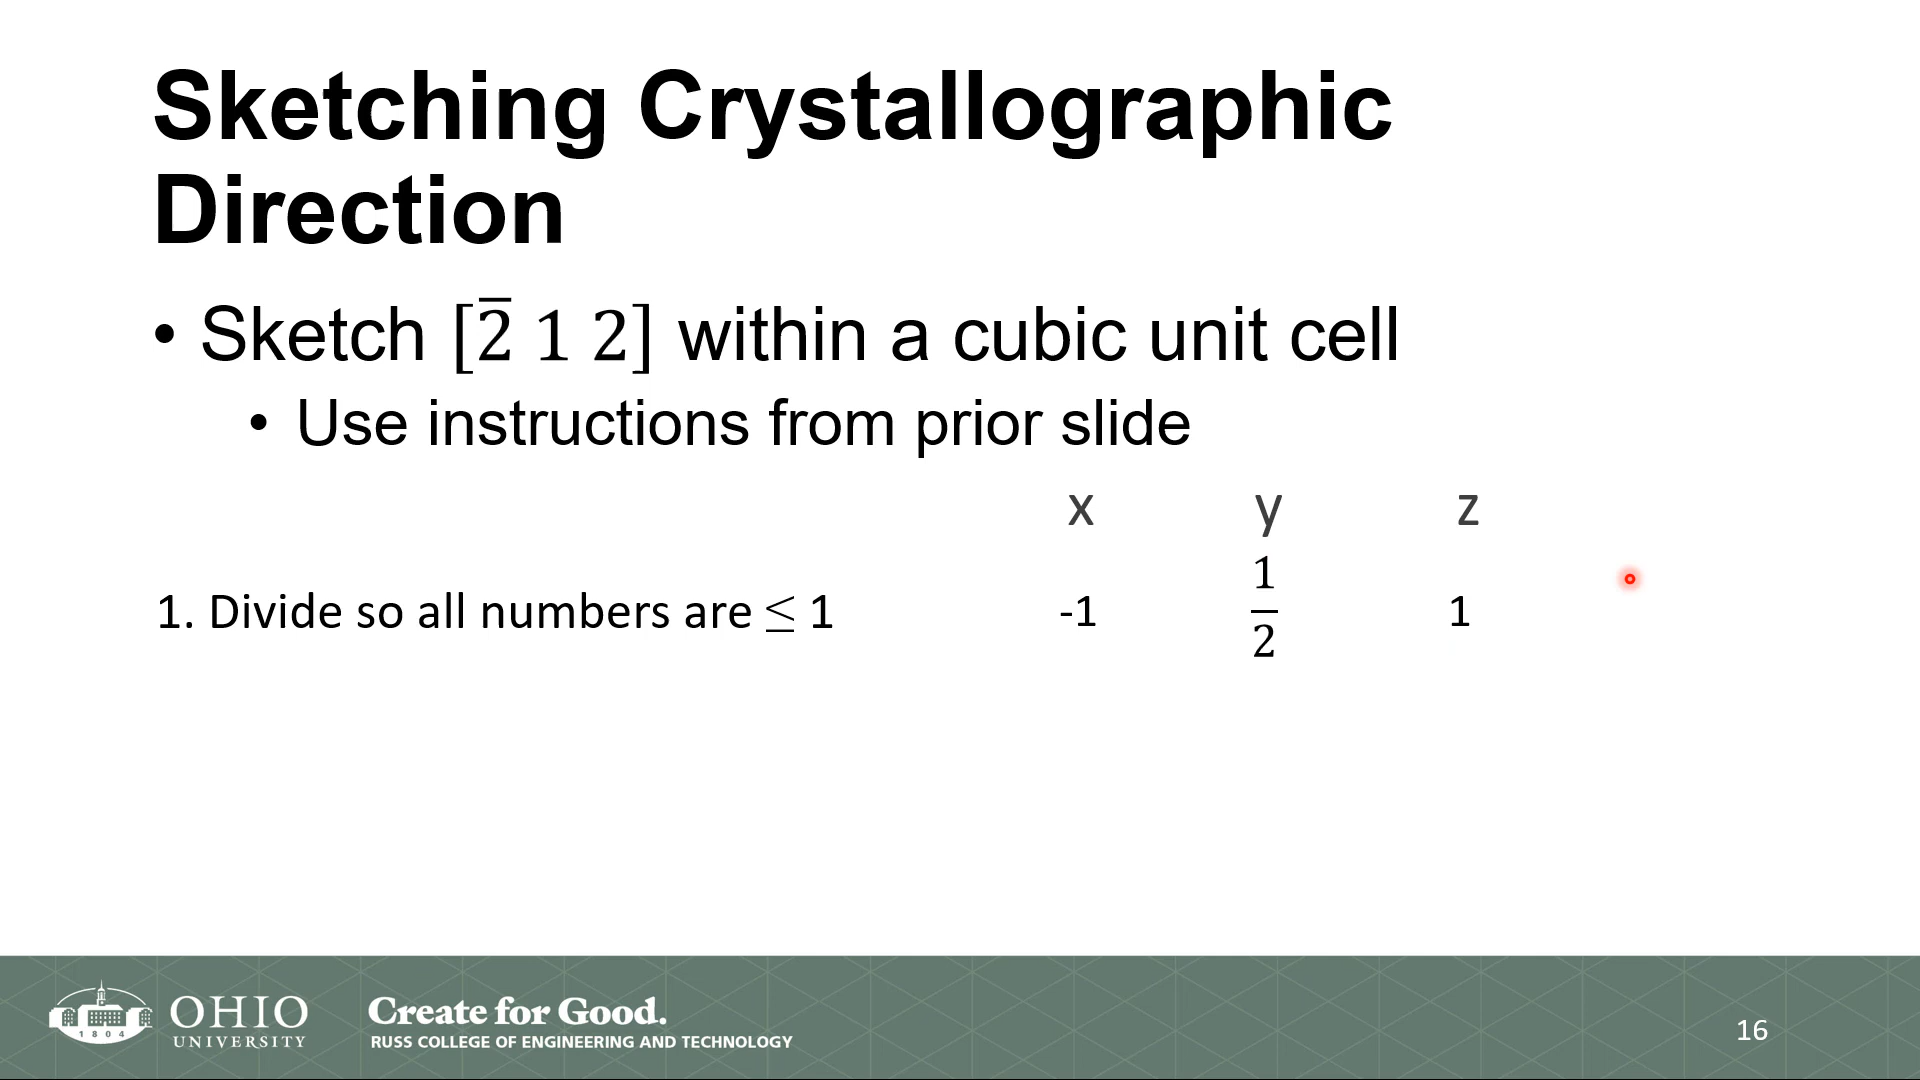 Sketching Crystallographic
Direction
• Sketch [2̅ 1 2] within a cubic unit cell
• Use instructions from prior slide
x y z
1. Divide so all numbers are ≤ 1 -1 1/2 1
1804
OHIO
UNIVERSITY
Create for Good.
RUSS COLLEGE OF ENGINEERING AND TECHNOLOGY
16